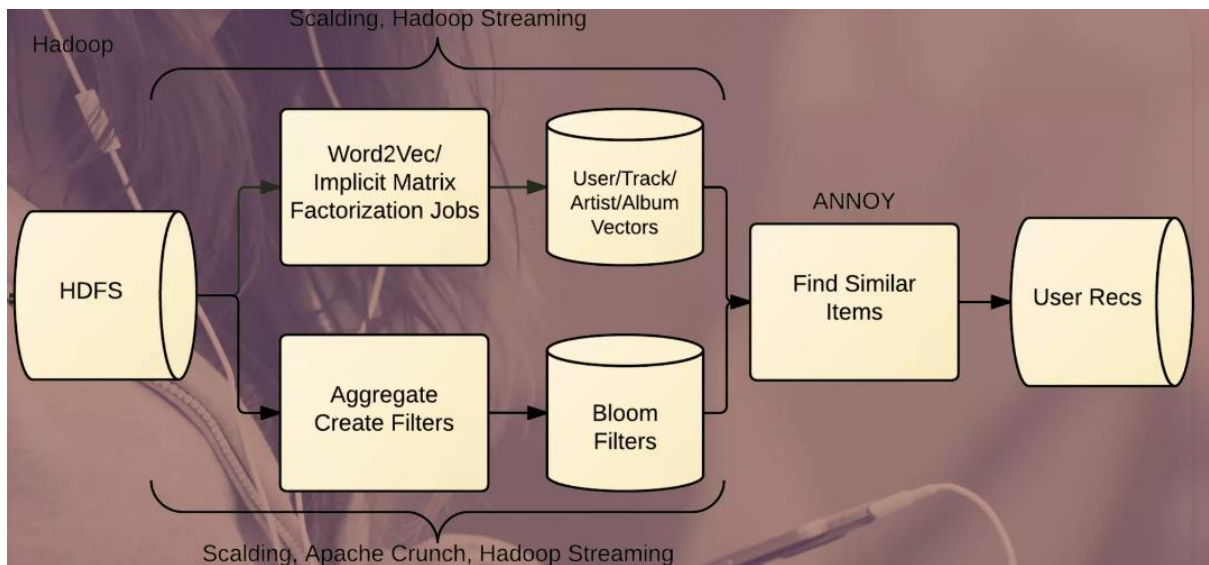 Scalding, Hadoop Streaming
Hadoop
Word2Vec/
Implicit Matrix
Factorization Jobs
User/Track/
Artist/Album
Vectors
ANNOY
HDFS
Find Similar
Items
User Recs
Aggregate
Create Filters
Bloom
Filters
Scalding, Apache Crunch, Hadoop Streaming